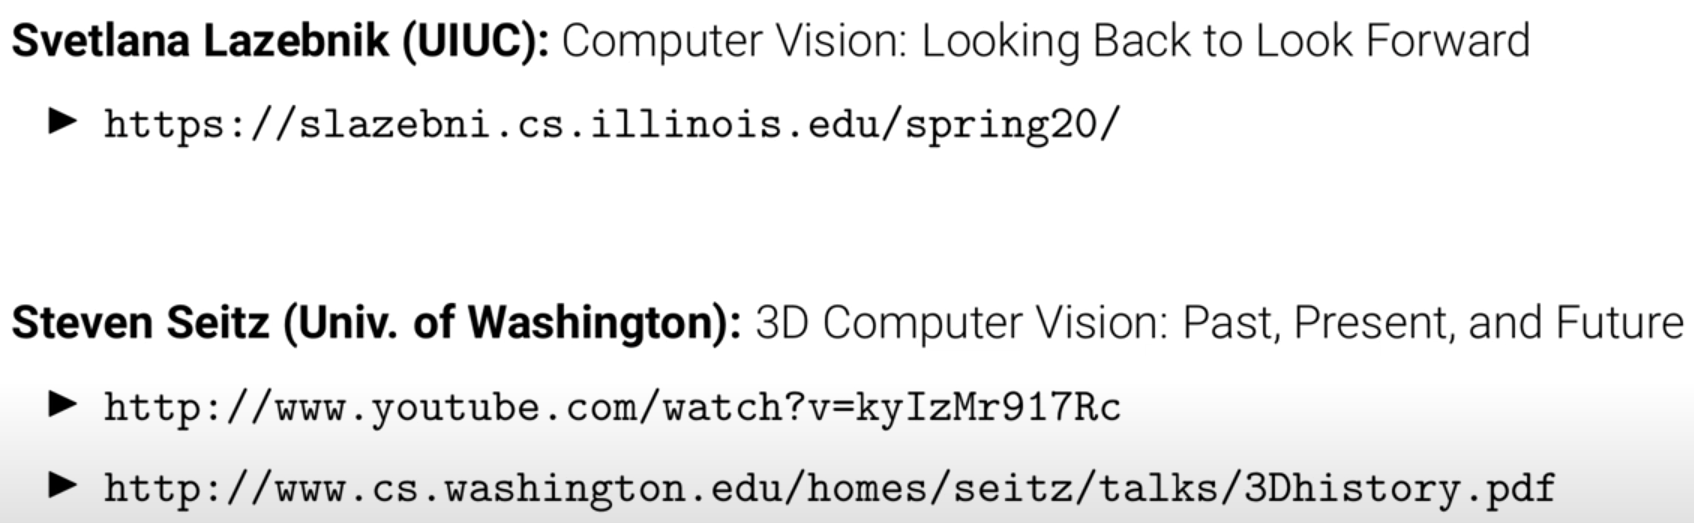 Svetlana Lazebnik (UIUC): Computer Vision: Looking Back to Look Forward
▶ https://slazebni.cs.illinois.edu/spring20/
Steven Seitz (Univ. of Washington): 3D Computer Vision: Past, Present, and Future
▶ http://www.youtube.com/watch?v=kyIzMr917Rc
▶ http://www.cs.washington.edu/homes/seitz/talks/3Dhistory.pdf